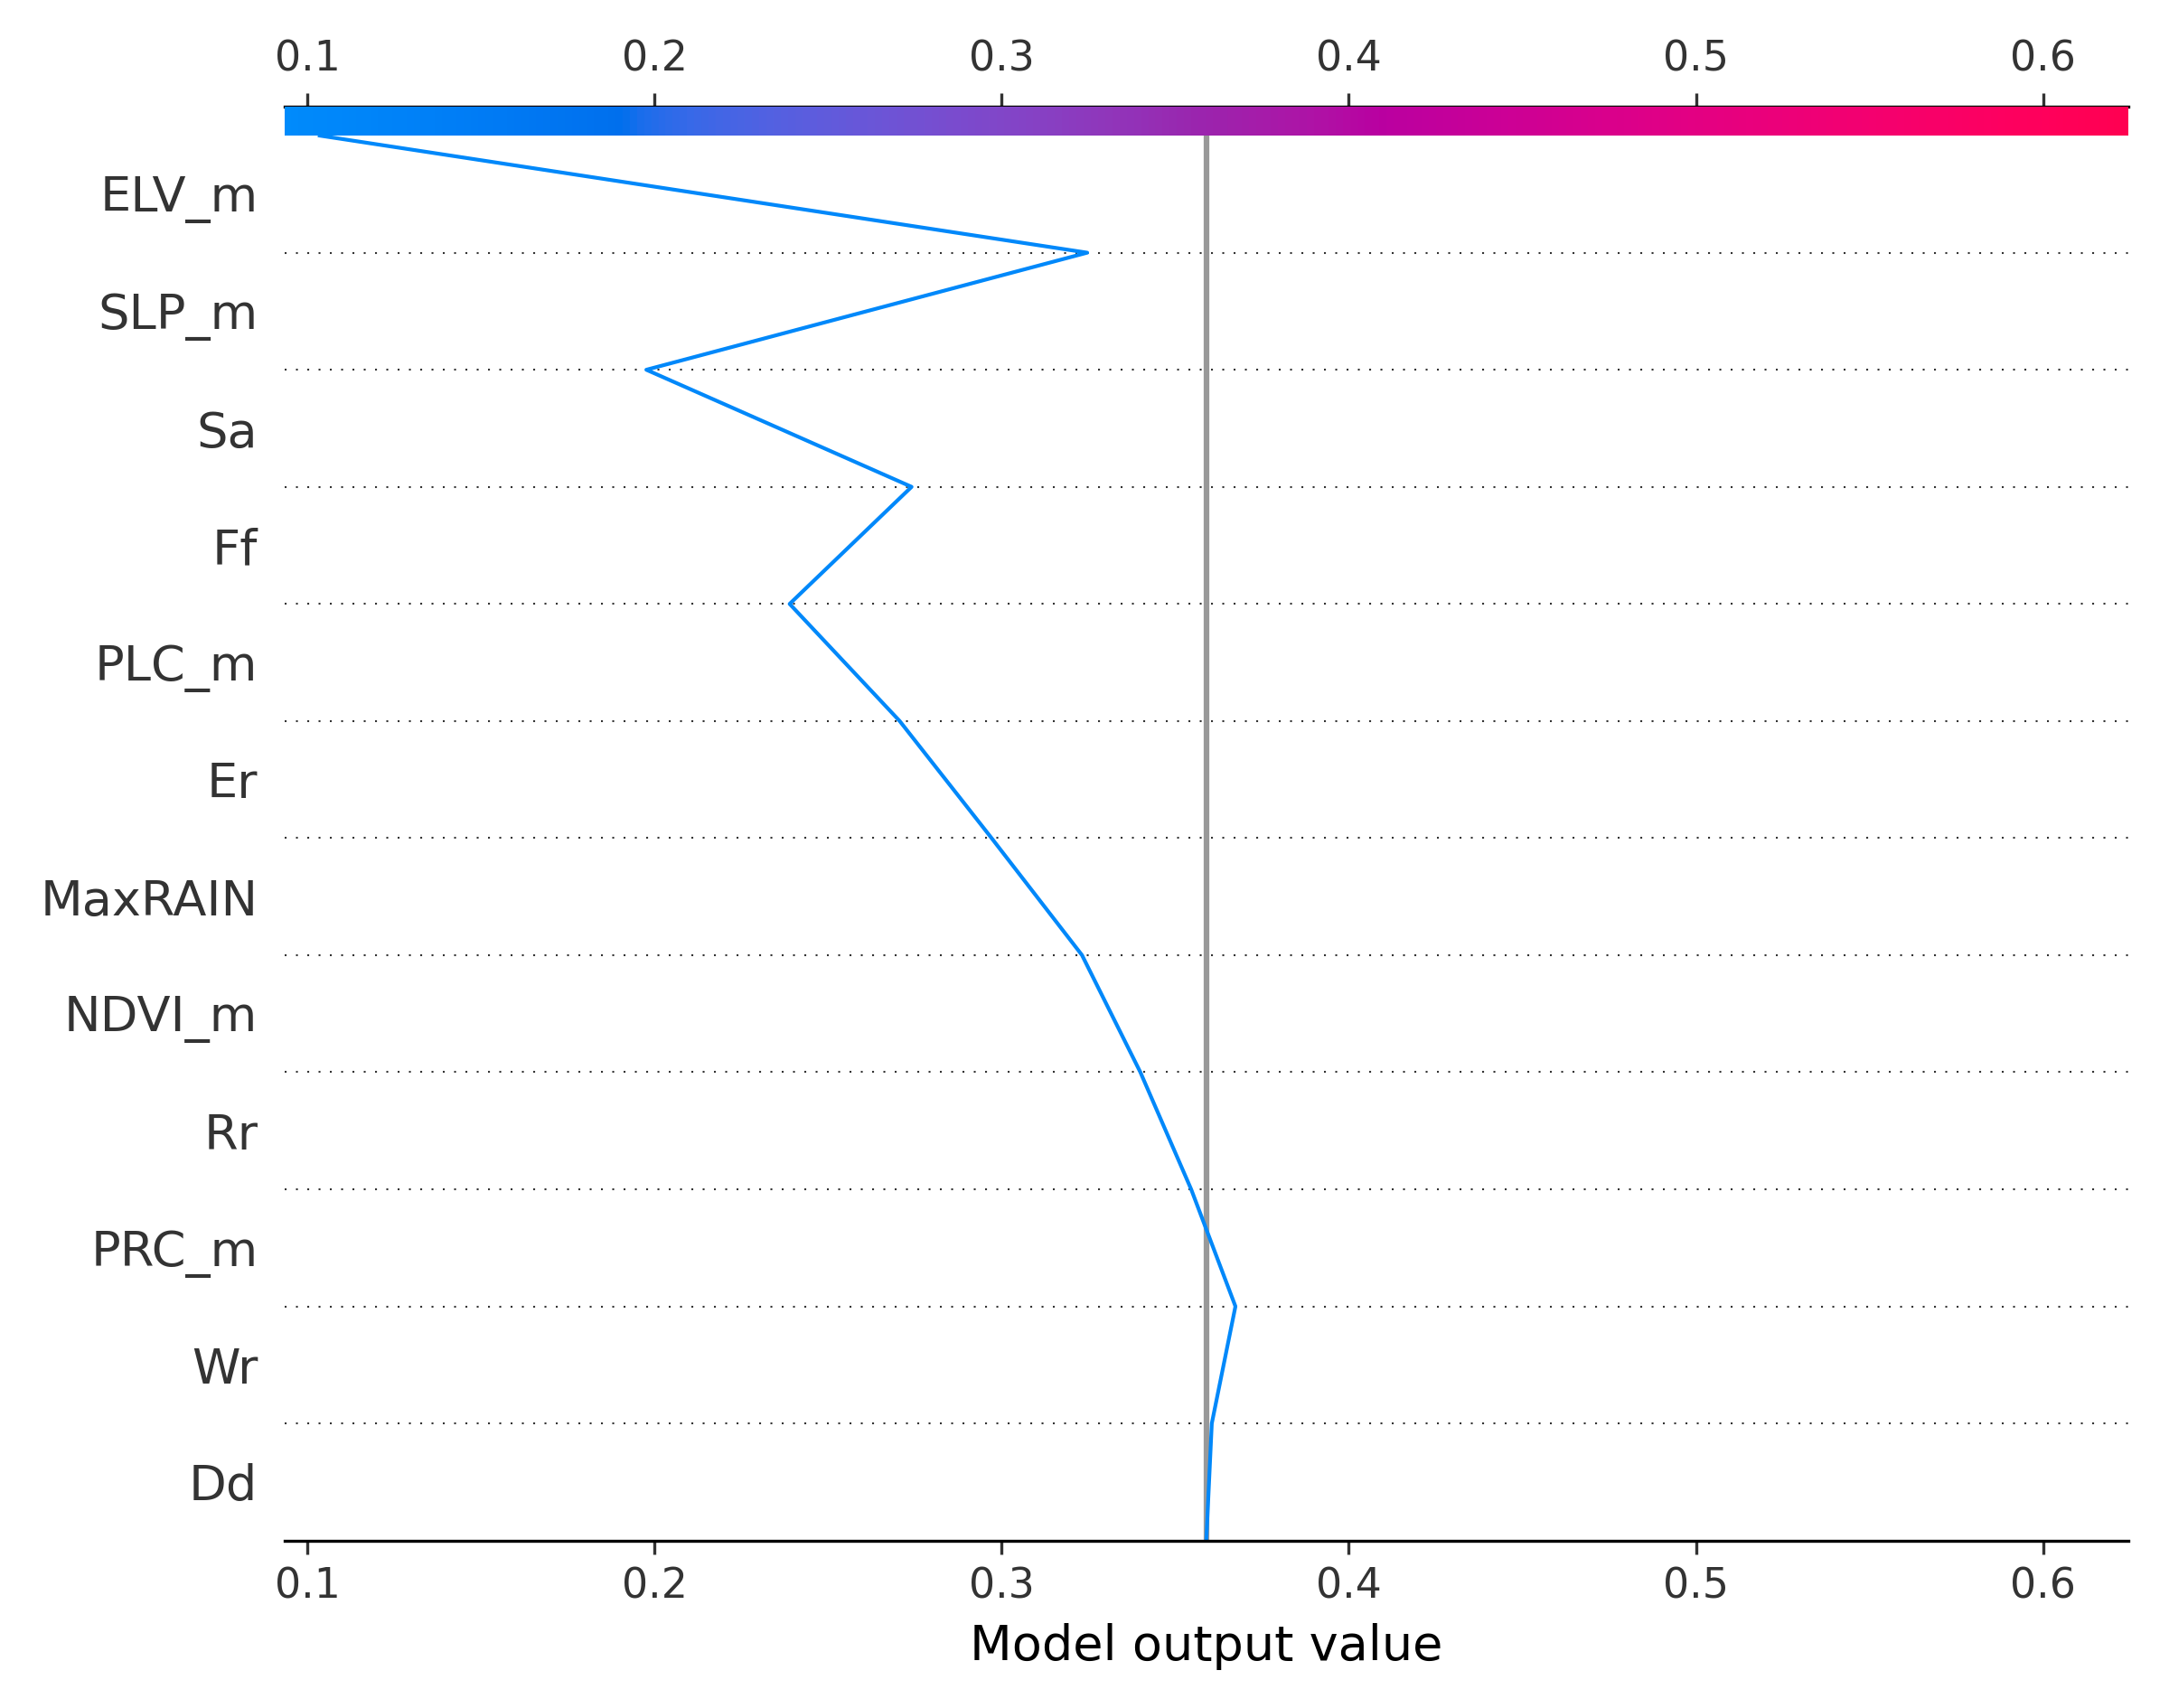 0.1 0.2 0.3 0.4 0.5 0.6
ELV_m
SLP_m
Sa
Ff
PLC_m
Er
MaxRAIN
NDVI_m
Rr
PRC_m
Wr
Dd
0.1 0.2 0.3 0.4 0.5 0.6
Model output value